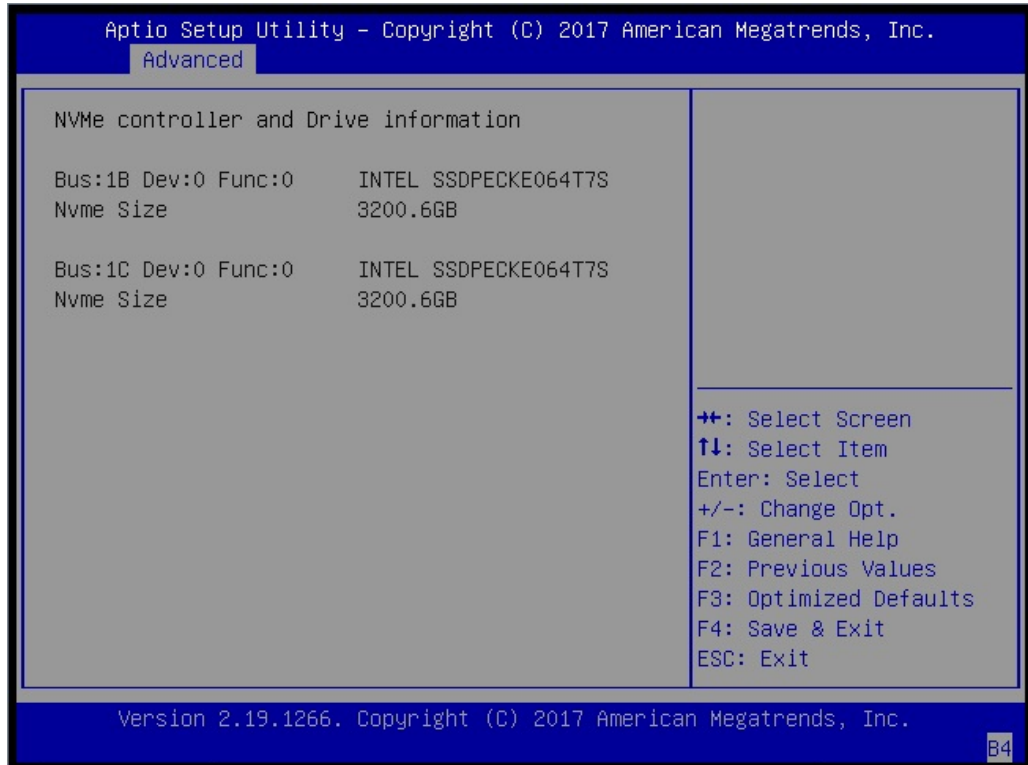 Aptio Setup Utility – Copyright (C) 2017 American Megatrends, Inc.
Advanced
NVMe controller and Drive information
Bus:1B Dev:0 Func:0 INTEL SSDPECKE064T7S
Nvme Size 3200.6GB
Bus:1C Dev:0 Func:0 INTEL SSDPECKE064T7S
Nvme Size 3200.6GB
→←: Select Screen
↑↓: Select Item
Enter: Select
+/-: Change Opt.
F1: General Help
F2: Previous Values
F3: Optimized Defaults
F4: Save & Exit
ESC: Exit
Version 2.19.1266. Copyright (C) 2017 American Megatrends, Inc.
B4